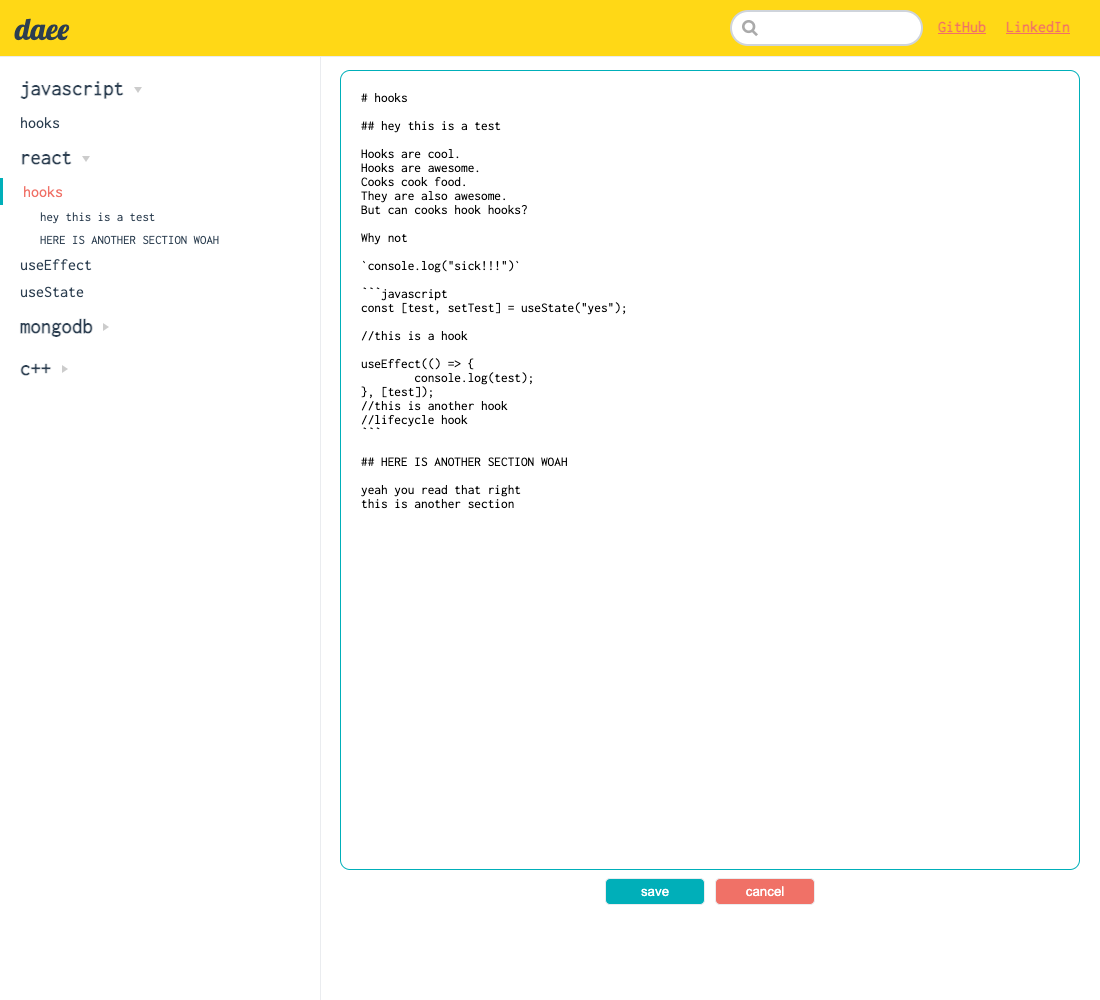 daee
GitHub
LinkedIn
javascript
hooks
react
hooks
hey this is a test
HERE IS ANOTHER SECTION WOAH
useEffect
useState
mongodb
c++
# hooks
## hey this is a test
Hooks are cool.
Hooks are awesome.
Cooks cook food.
They are also awesome.
But can cooks hook hooks?
Why not
`console.log("sick!!!")`
```javascript
const [test, setTest] = useState("yes");
//this is a hook
useEffect(() => {
        console.log(test);
}, [test]);
//this is another hook
//lifecycle hook
```
## HERE IS ANOTHER SECTION WOAH
yeah you read that right
this is another section
save
cancel